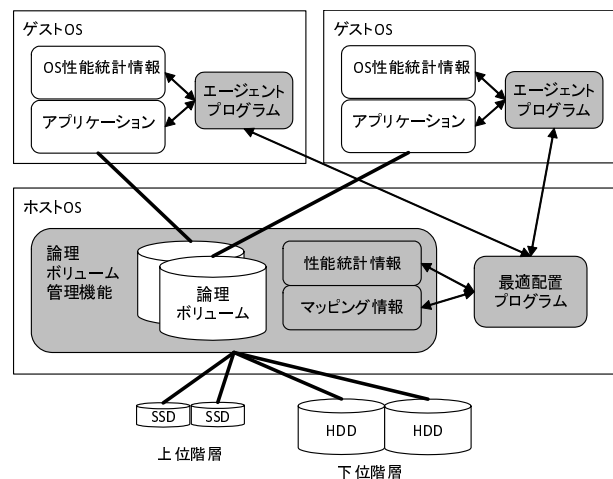 ゲストOS
OS性能統計情報
アプリケーション
エージェント
プログラム
ゲストOS
OS性能統計情報
アプリケーション
エージェント
プログラム
ホストOS
論理
ボリューム
管理機能
論理
ボリューム
性能統計情報
マッピング情報
最適配置
プログラム
SSD
SSD
HDD
HDD
上位階層
下位階層